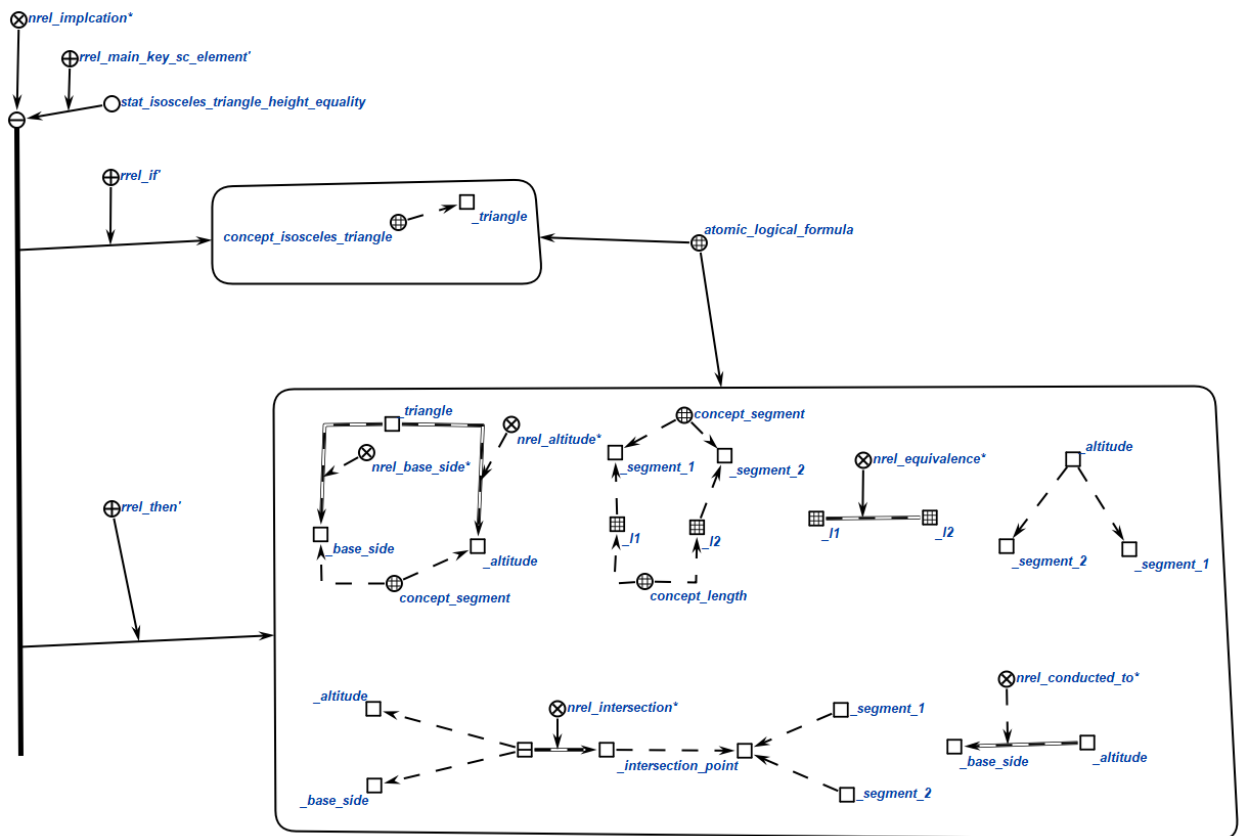 nrel_implcation*
rrel_main_key_sc_element'
stat_isosceles_triangle_height_equality
rrel_if'
_triangle
concept_isosceles_triangle
atomic_logical_formula
_triangle
concept_segment
nrel_altitude*
_altitude
nrel_base_side*
_segment_1
_segment_2
nrel_equivalence*
rrel_then'
_l1
_l2
_l1
_l2
_base_side
_altitude
_segment_2
_segment_1
concept_segment
concept_length
nrel_conducted_to*
_altitude
nrel_intersection*
_segment_1
_base_side
_altitude
_intersection_point
_base_side
_segment_2